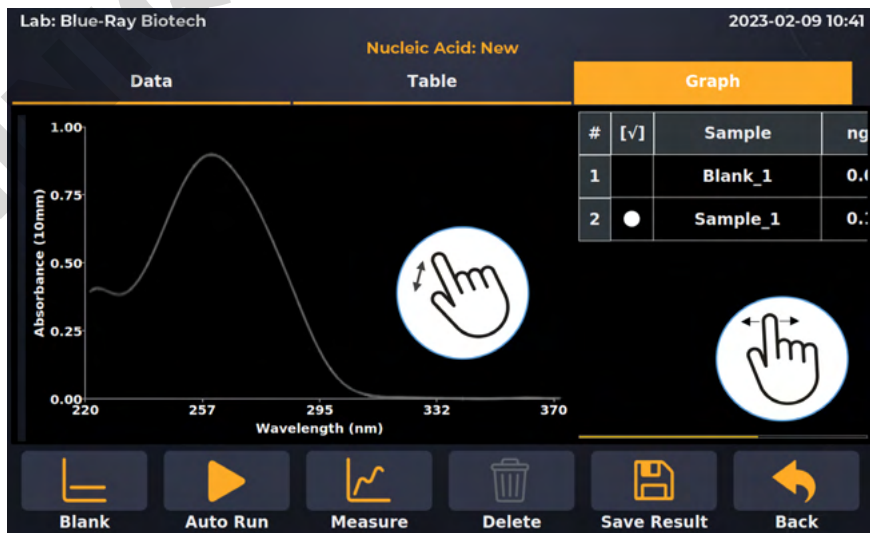 Lab: Blue-Ray Biotech 2023-02-09 10:41
Nucleic Acid: New
Data Table Graph
1.00
0.75
0.50
0.25
0.00
Absorbance (10mm)
220 257 295 332 370
Wavelength (nm)
# [√] Sample ng
1 Blank_1
2 Sample_1
Blank Auto Run Measure Delete Save Result Back